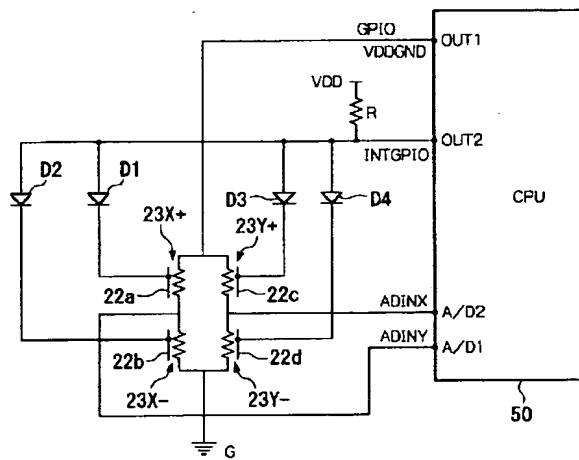 GPIO
VDDGND
OUT1
VDD
R
INTGPIO
OUT2
D2
D1
D3
D4
CPU
23X+
23Y+
22a
22c
ADINX
A/D2
ADINY
A/D1
22b
22d
23X-
23Y-
50
G